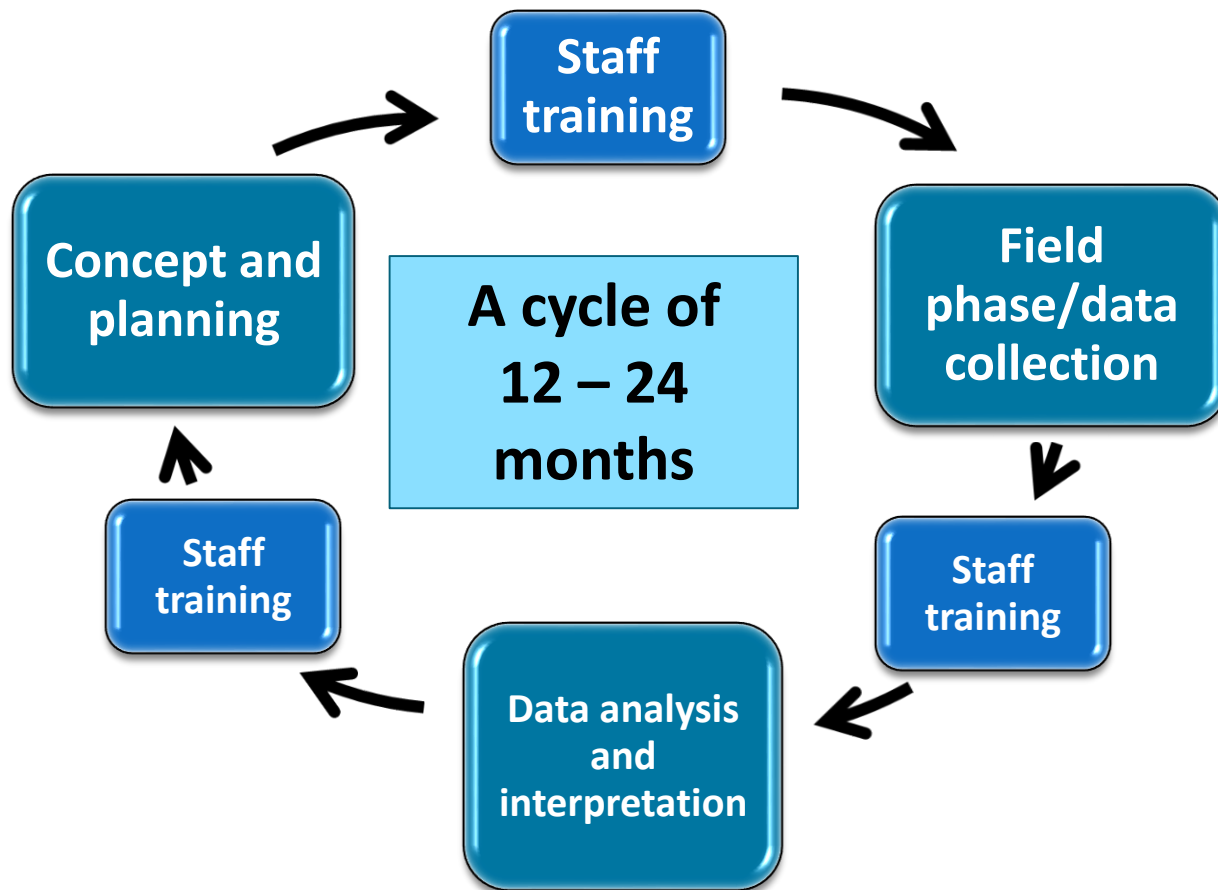 Staff
training
Concept and
planning
Field
phase/data
collection
A cycle of
12 – 24
months
Staff
training
Staff
training
Data analysis
and
interpretation